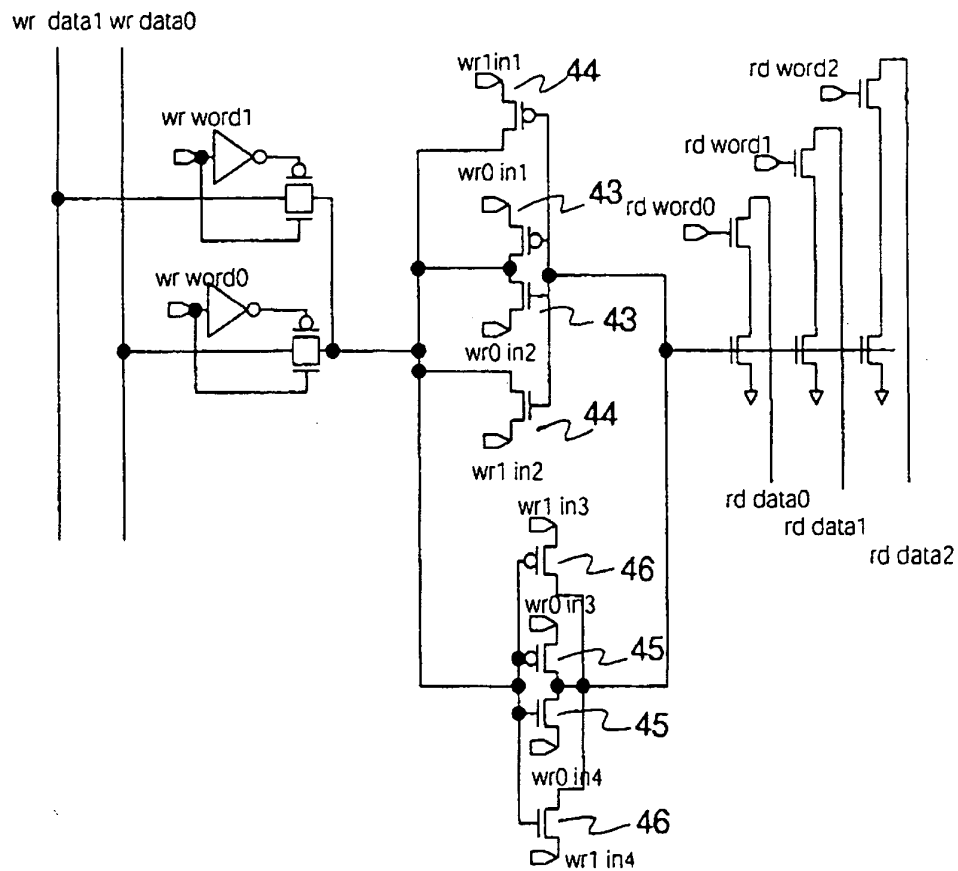 wr data1 wr data0
wr word1
wr word0
wr1in1
44
wr0 in1
43
43
wr0 in2
44
wr1 in2
wr1 in3
46
wr0 in3
45
45
wr0 in4
46
wr1 in4
rd word2
rd word1
rd word0
rd data0
rd data1
rd data2